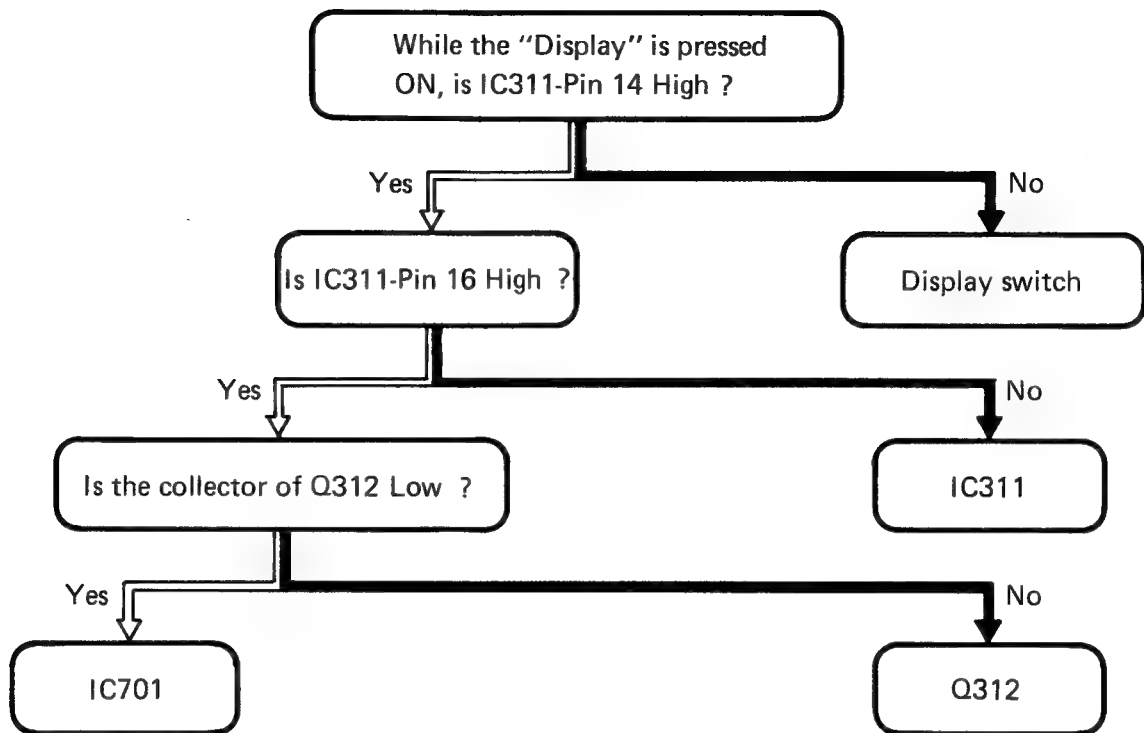 While the “Display” is pressed
ON, is IC311-Pin 14 High ?
Yes
No
Is IC311-Pin 16 High ?
Display switch
Yes
No
Is the collector of Q312 Low ?
IC311
Yes
No
IC701
Q312